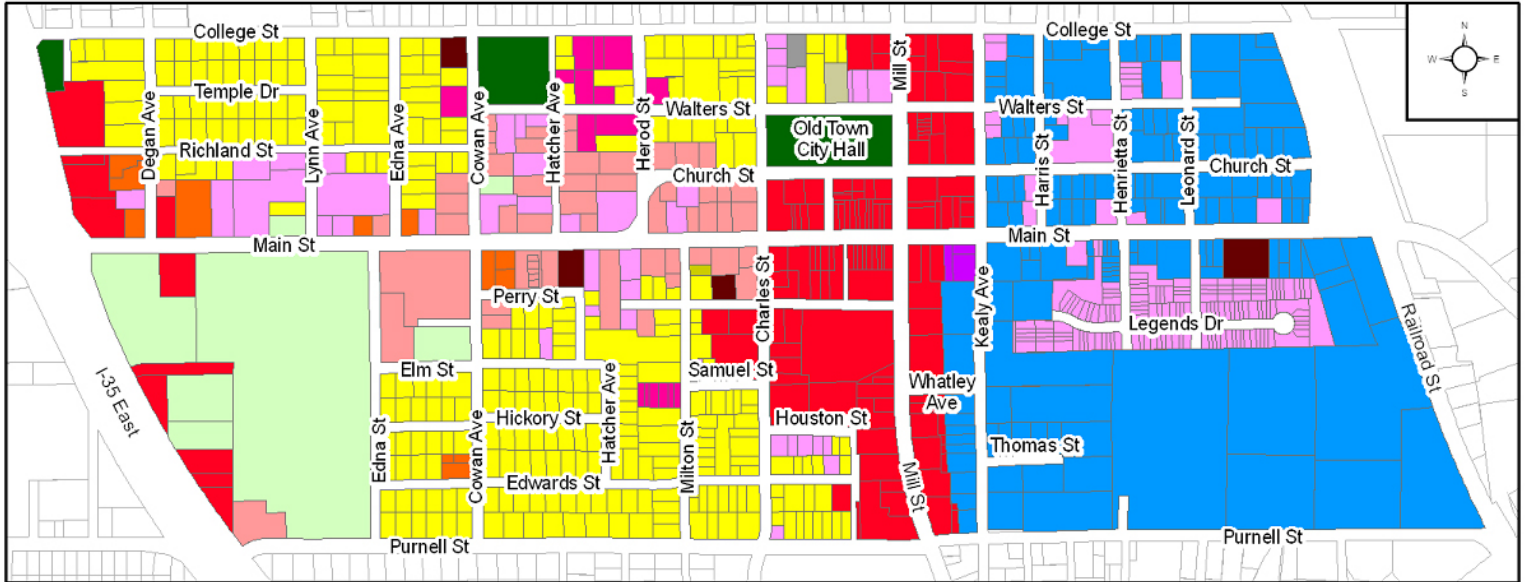 College St
College St
N
W
E
S
Mill St
Temple Dr
Walters St
Walters St
Degan Ave
Lynn Ave
Edna Ave
Cowan Ave
Hatcher Ave
Herod St
Old Town
City Hall
Harris St
Henrietta St
Leonard St
Richland St
Church St
Church St
Main St
Main St
Perry St
Charles St
Kealy Ave
Legends Dr
Railroad St
I-35 East
Elm St
Samuel St
Whatley
Ave
Hatcher Ave
Hickory St
Houston St
Edna St
Cowan Ave
Milton St
Mill St
Thomas St
Edwards St
Purnell St
Purnell St